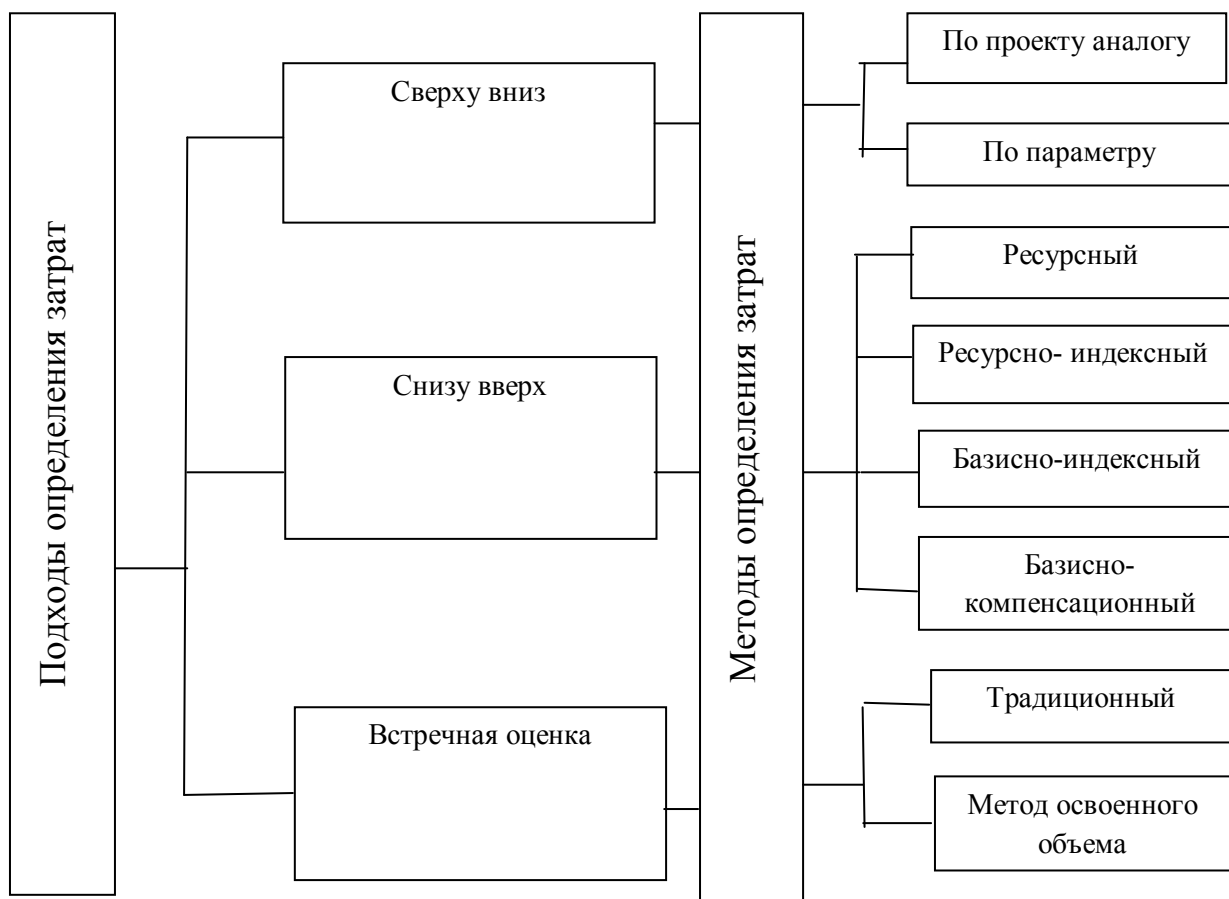 Подходы определения затрат
Сверху вниз
Снизу вверх
Встречная оценка
Методы определения затрат
По проекту аналогу
По параметру
Ресурсный
Ресурсно- индексный
Базисно-индексный
Базисно-
компенсационный
Традиционный
Метод освоенного
объема